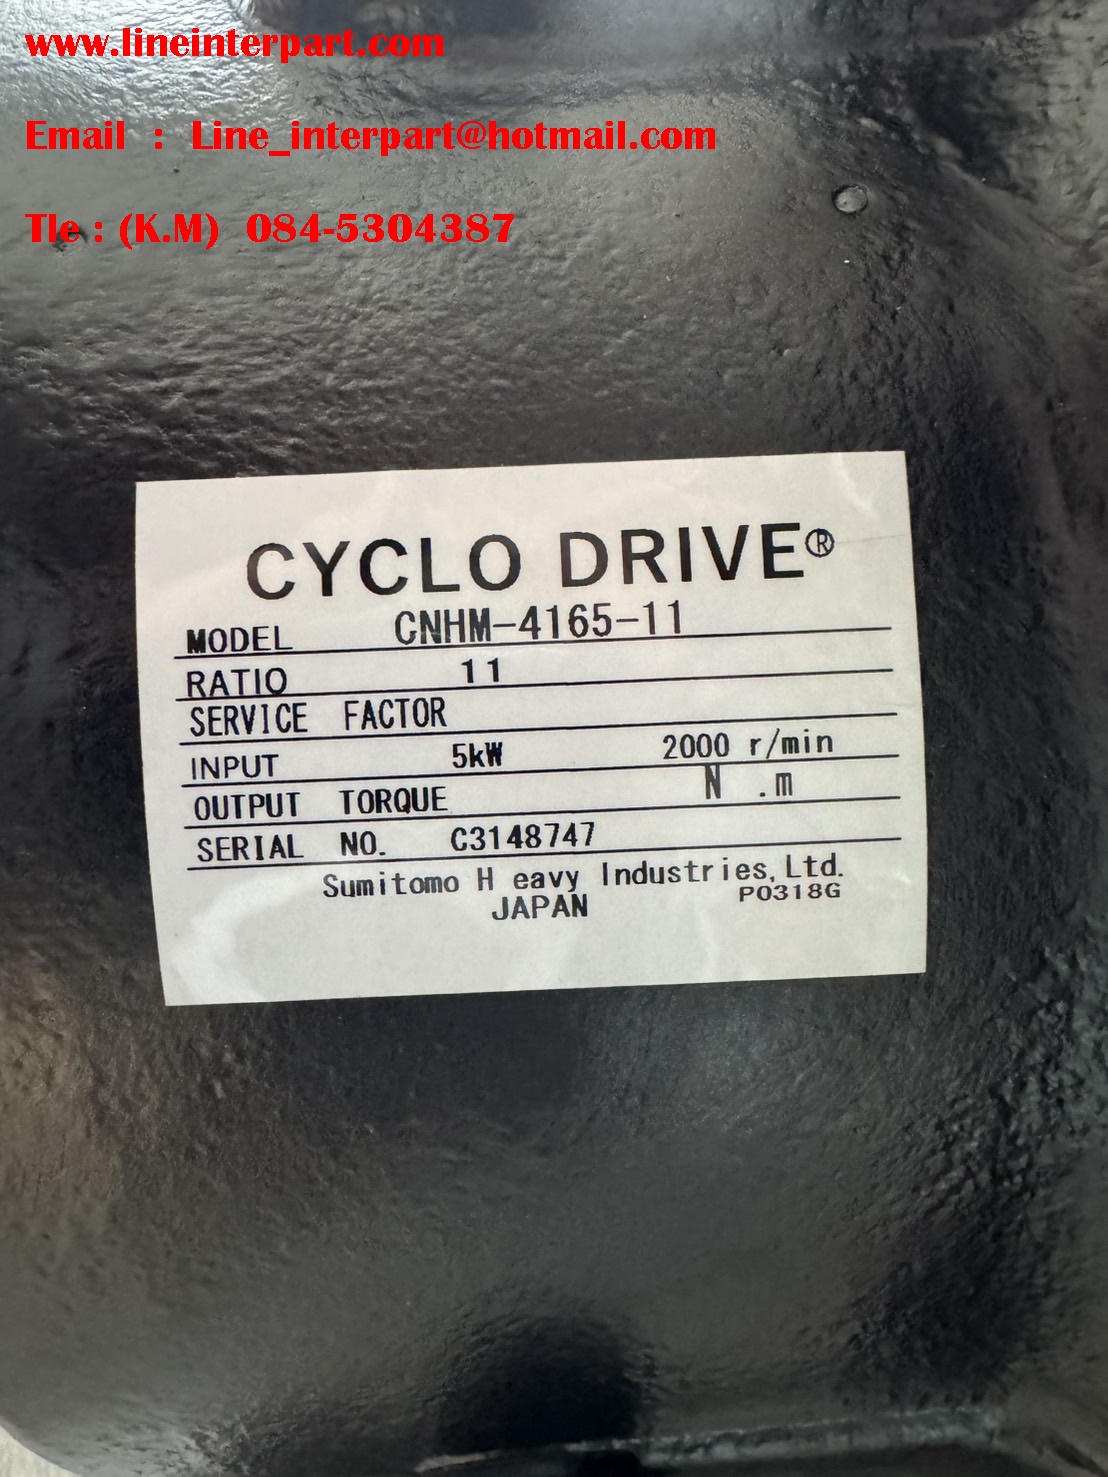 www.lineinterpart.com
Email : Line_interpart@hotmail.com
Tle : (K.M) 084-5304387
CYCLO DRIVE®
MODEL CNHM-4165-11
RATIO 11
SERVICE FACTOR
INPUT 5kW 2000 r/min
OUTPUT TORQUE N .m
SERIAL NO. C3148747
Sumitomo H eavy Industries, Ltd.
JAPAN P0318G